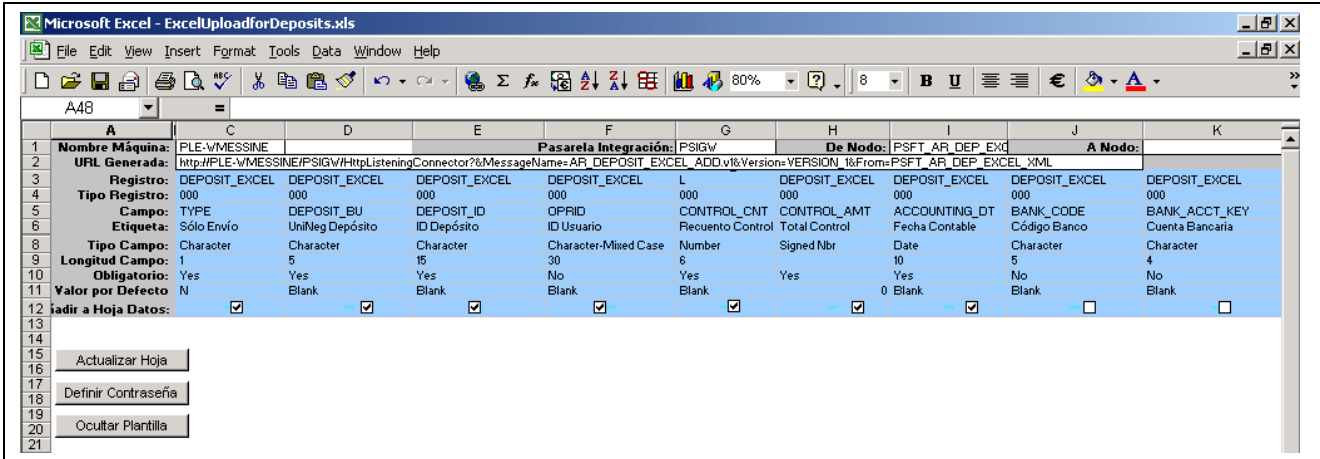 Microsoft Excel - ExcelUploadforDeposits.xls
File Edit View Insert Format Tools Data Window Help
80% 8 B U €
A48 =
A C D E F G H I J K
1 Nombre Máquina: PLE-WMESSINE Pasarela Integración: PSIGW De Nodo: PSFT_AR_DEP_EXC A Nodo:
2 URL Generada: http://PLE-WMESSINE/PSIGW/HttpListeningConnector?&MessageName=AR_DEPOSIT_EXCEL_ADD.v1&Version=VERSION_1&From=PSFT_AR_DEP_EXCEL_XML
3 Registro: DEPOSIT_EXCEL DEPOSIT_EXCEL DEPOSIT_EXCEL DEPOSIT_EXCEL L DEPOSIT_EXCEL DEPOSIT_EXCEL DEPOSIT_EXCEL DEPOSIT_EXCEL
4 Tipo Registro: 000 000 000 000 000 000 000 000 000
5 Campo: TYPE DEPOSIT_BU DEPOSIT_ID OPRID CONTROL_CNT CONTROL_AMT ACCOUNTING_DT BANK_CODE BANK_ACCT_KEY
6 Etiqueta: Sólo Envío UniNeg Depósito ID Depósito ID Usuario Recuento Control Total Control Fecha Contable Código Banco Cuenta Bancaria
8 Tipo Campo: Character Character Character Character-Mixed Case Number Signed Nbr Date Character Character
9 Longitud Campo: 1 5 15 30 6 10 5 4
10 Obligatorio: Yes Yes Yes No Yes Yes Yes No No
11 Valor por Defecto N Blank Blank Blank Blank 0 Blank Blank Blank
12 adir a Hoja Datos:
13
14
15
Actualizar Hoja
16
17
Definir Contraseña
18
19
Ocultar Plantilla
20
21